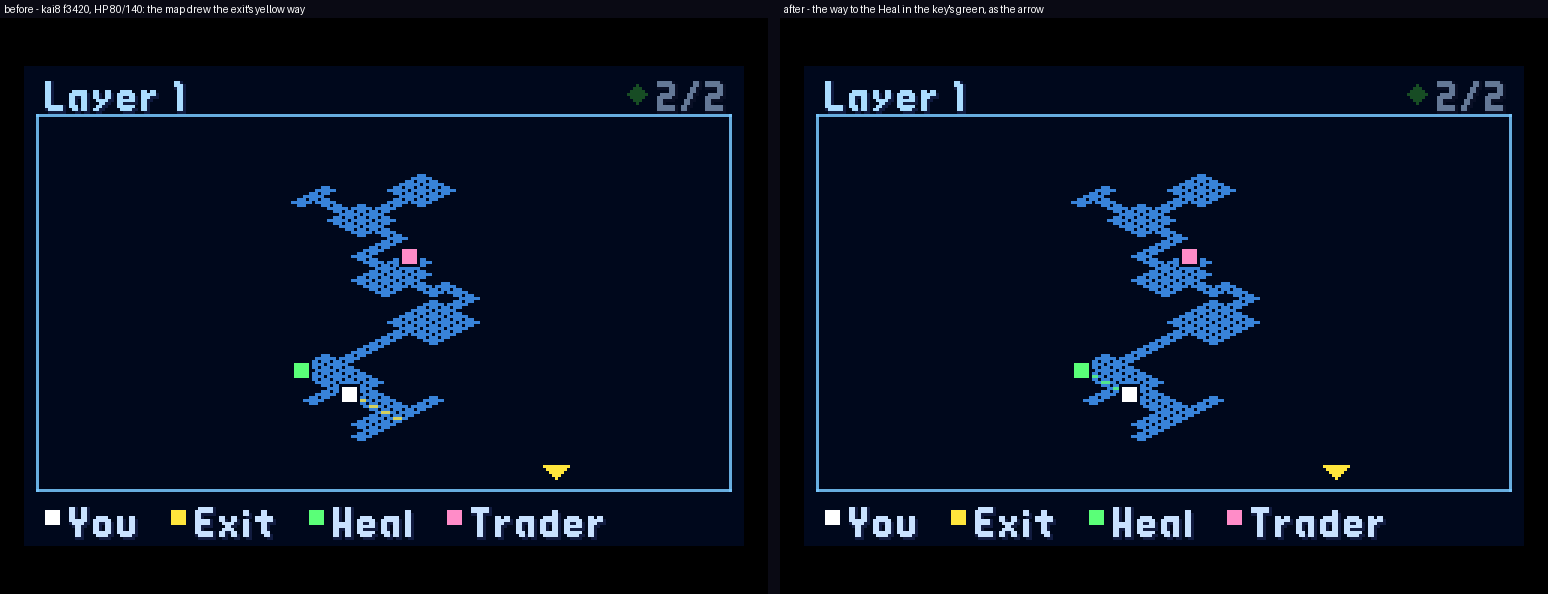 before - kai8 f3420, HP 80/140: the map drew the exit's yellow way
Layer 1
2/2
You Exit Heal Trader
after - the way to the Heal in the key's green, as the arrow
Layer 1
2/2
You Exit Heal Trader